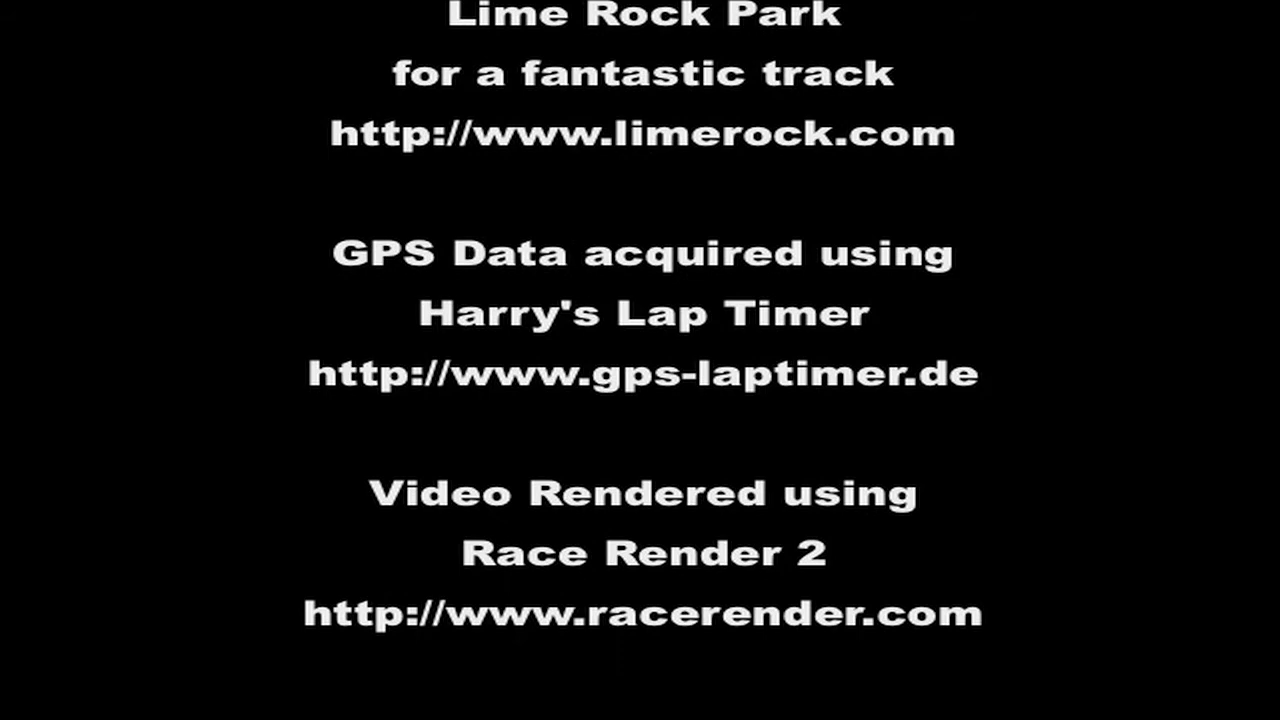 Lime Rock Park
for a fantastic track
http://www.limerock.com
GPS Data acquired using
Harry's Lap Timer
http://www.gps-laptimer.de
Video Rendered using
Race Render 2
http://www.racerender.com